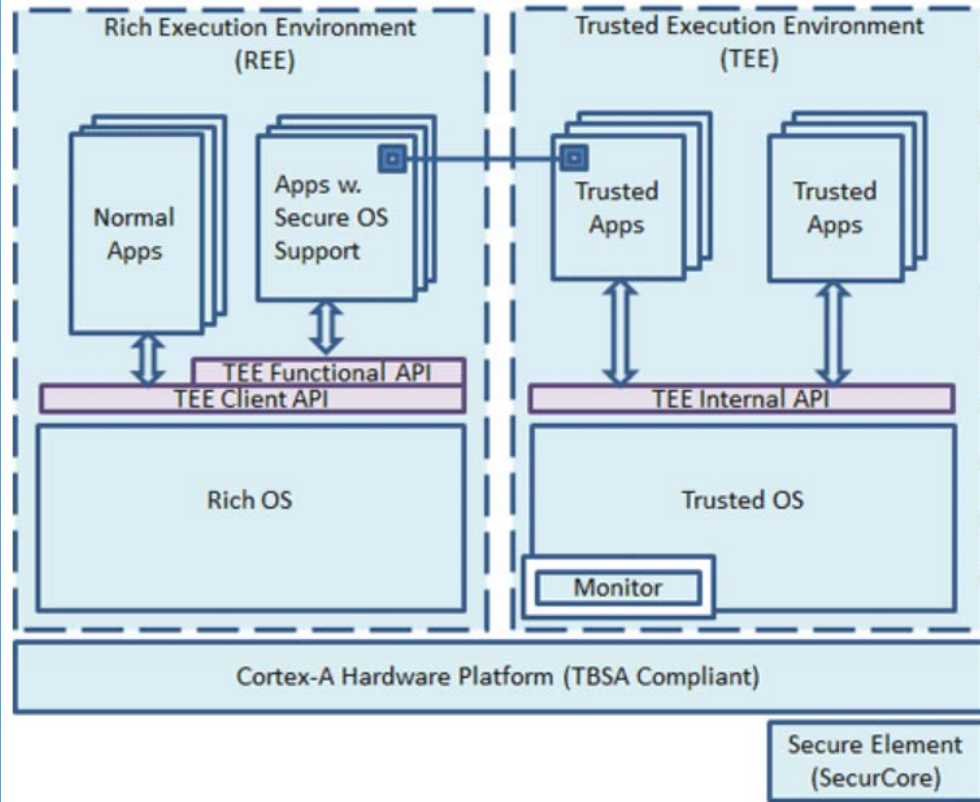 Rich Execution Environment
(REE)
Trusted Execution Environment
(TEE)
Normal
Apps
Apps w.
Secure OS
Support
Trusted
Apps
Trusted
Apps
TEE Functional API
TEE Client API
TEE Internal API
Rich OS
Trusted OS
Monitor
Cortex-A Hardware Platform (TBSA Compliant)
Secure Element
(SecurCore)